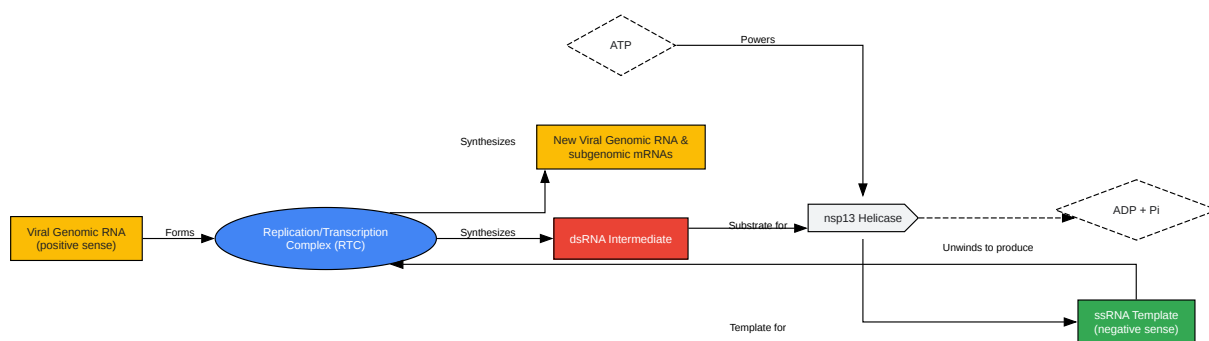 ATP
Powers
Synthesizes
New Viral Genomic RNA &
subgenomic mRNAs
Viral Genomic RNA
(positive sense)
Forms
Replication/Transcription
Complex (RTC)
Synthesizes
dsRNA Intermediate
Substrate for
nsp13 Helicase
ADP + Pi
Unwinds to produce
Template for
ssRNA Template
(negative sense)